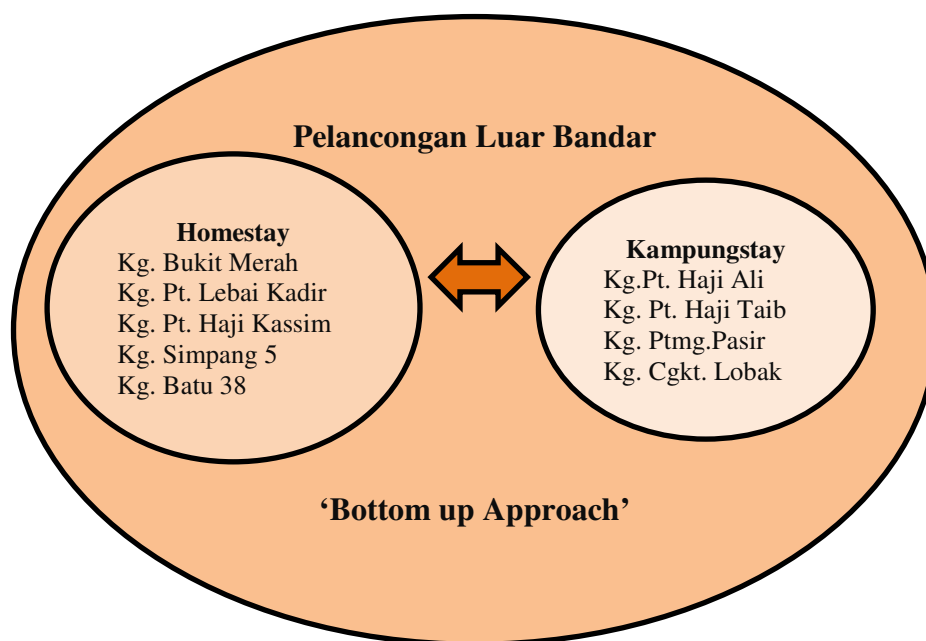 Pelancongan Luar Bandar
Homestay
Kg. Bukit Merah
Kg. Pt. Lebai Kadir
Kg. Pt. Haji Kassim
Kg. Simpang 5
Kg. Batu 38
Kampungstay
Kg.Pt. Haji Ali
Kg. Pt. Haji Taib
Kg. Ptmg.Pasir
Kg. Cgkt. Lobak
‘Bottom up Approach’